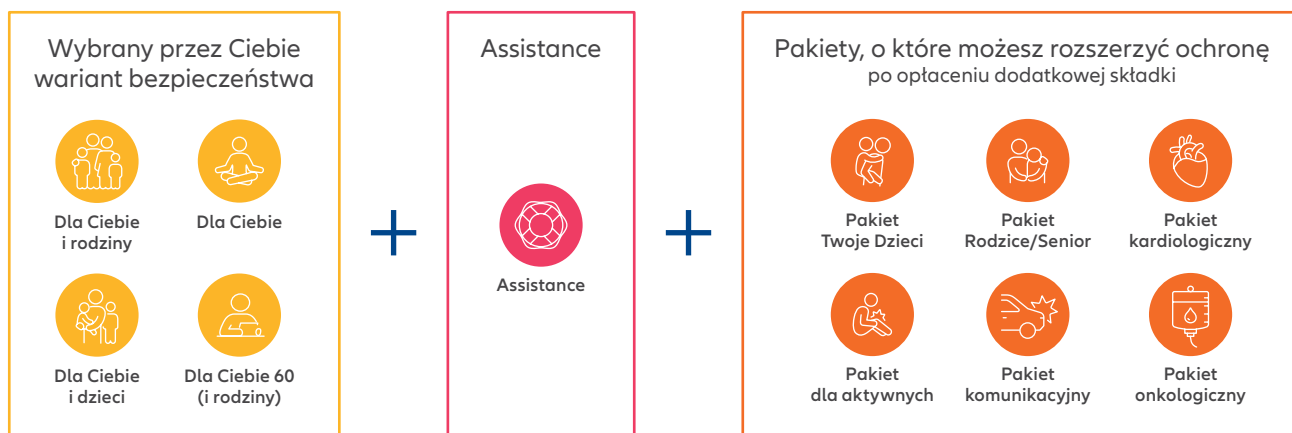 Wybrany przez Ciebie
wariant bezpieczeństwa
Dla Ciebie
i rodziny
Dla Ciebie
Dla Ciebie
i dzieci
Dla Ciebie 60
(i rodziny)
Assistance
Assistance
Pakiety, o które możesz rozszerzyć ochronę
po opłaceniu dodatkowej składki
Pakiet
Twoje Dzieci
Pakiet
Rodzice/Senior
Pakiet
kardiologiczny
Pakiet
dla aktywnych
Pakiet
komunikacyjny
Pakiet
onkologiczny